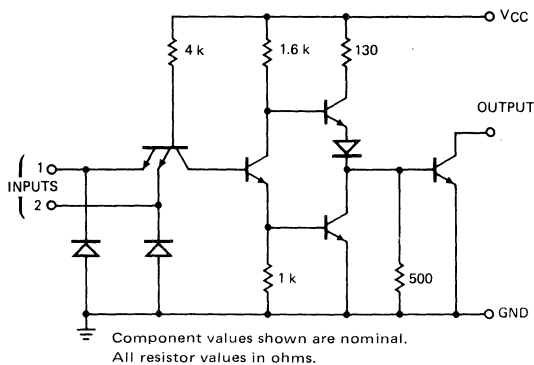 VCC
4 k
1.6 k
130
OUTPUT
1
INPUTS
2
1 k
500
GND
Component values shown are nominal.
All resistor values in ohms.